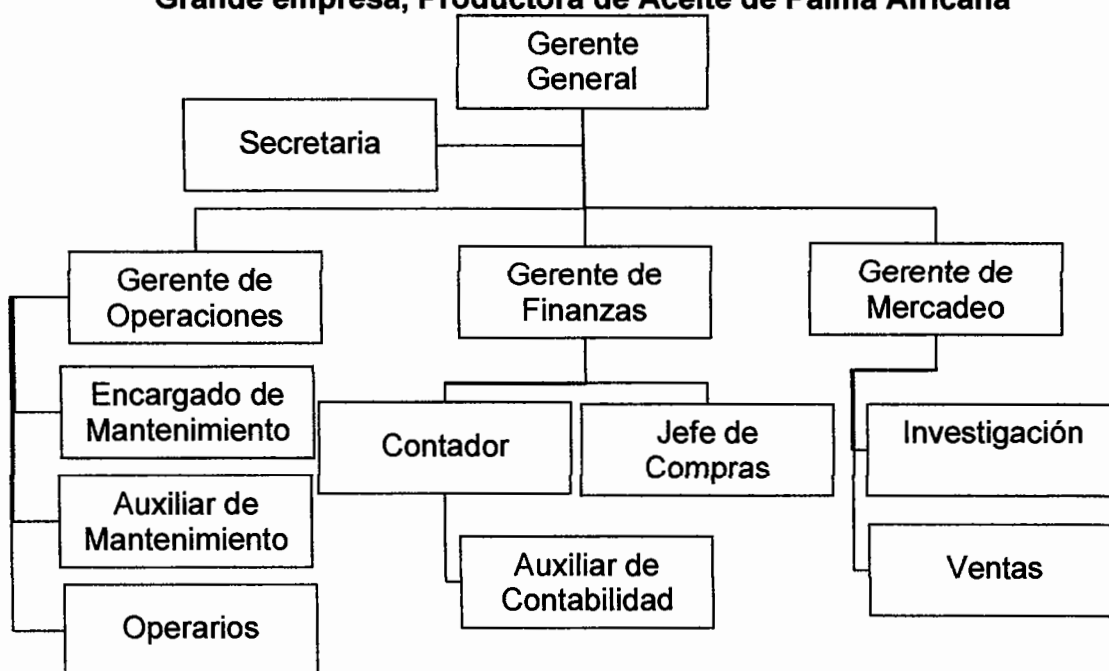 Grande empresa, Productora de Aceite de Palma Africana
Gerente
General
Secretaria
Gerente de
Operaciones
Gerente de
Finanzas
Gerente de
Mercadeo
Encargado de
Mantenimiento
Contador
Jefe de
Compras
Investigación
Auxiliar de
Mantenimiento
Auxiliar de
Contabilidad
Ventas
Operarios